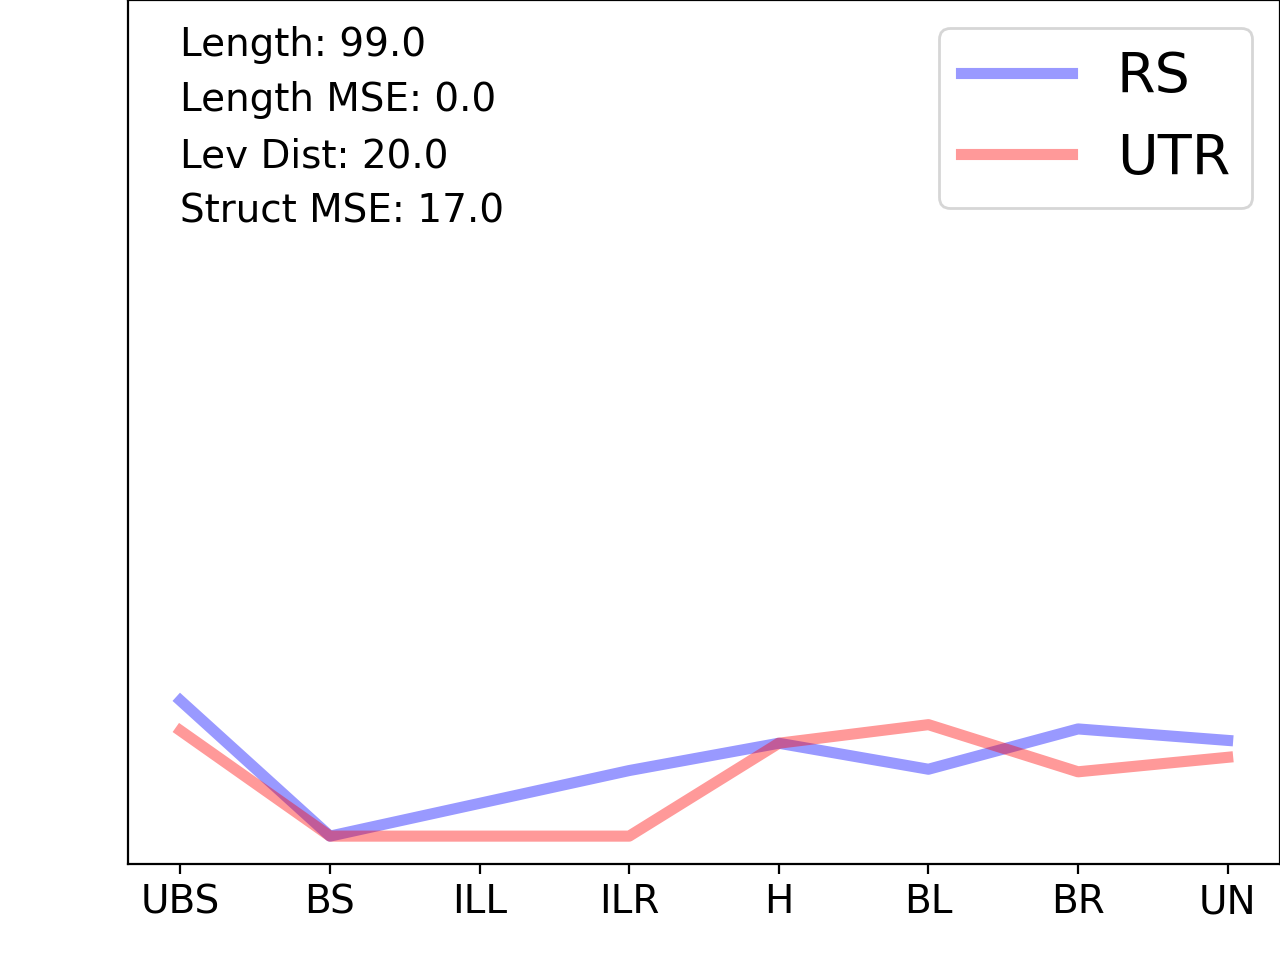 Length: 99.0
Length MSE: 0.0
Lev Dist: 20.0
Struct MSE: 17.0
RS
UTR
UBS BS ILL ILR H BL BR UN